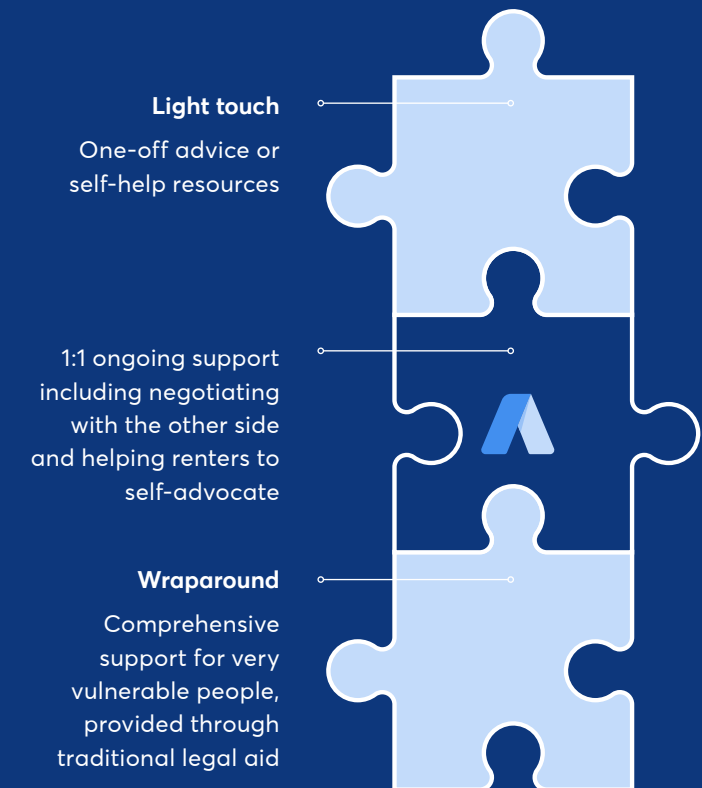 Light touch
One-off advice or
self-help resources
1:1 ongoing support
including negotiating
with the other side
and helping renters to
self-advocate
Wraparound
Comprehensive
support for very
vulnerable people,
provided through
traditional legal aid